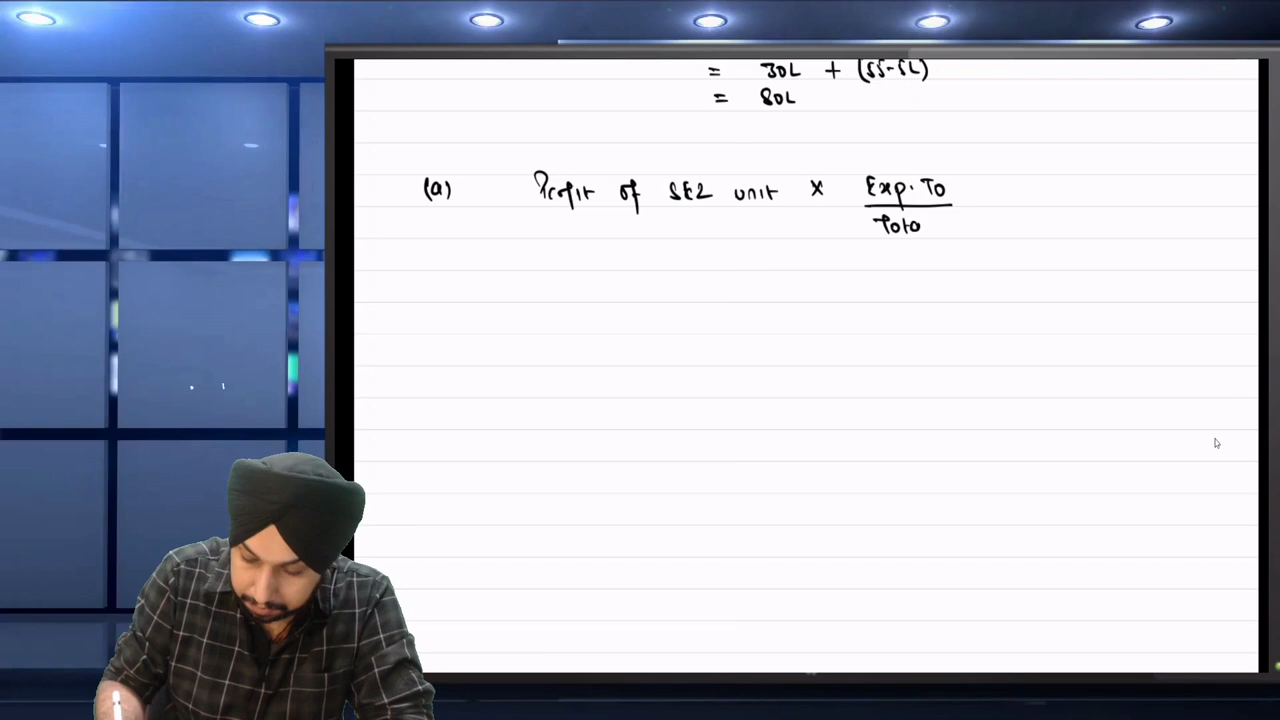 = 30L + (55-5L)
= 80L
(a) Profit of SEZ unit × Exp. To
Toto